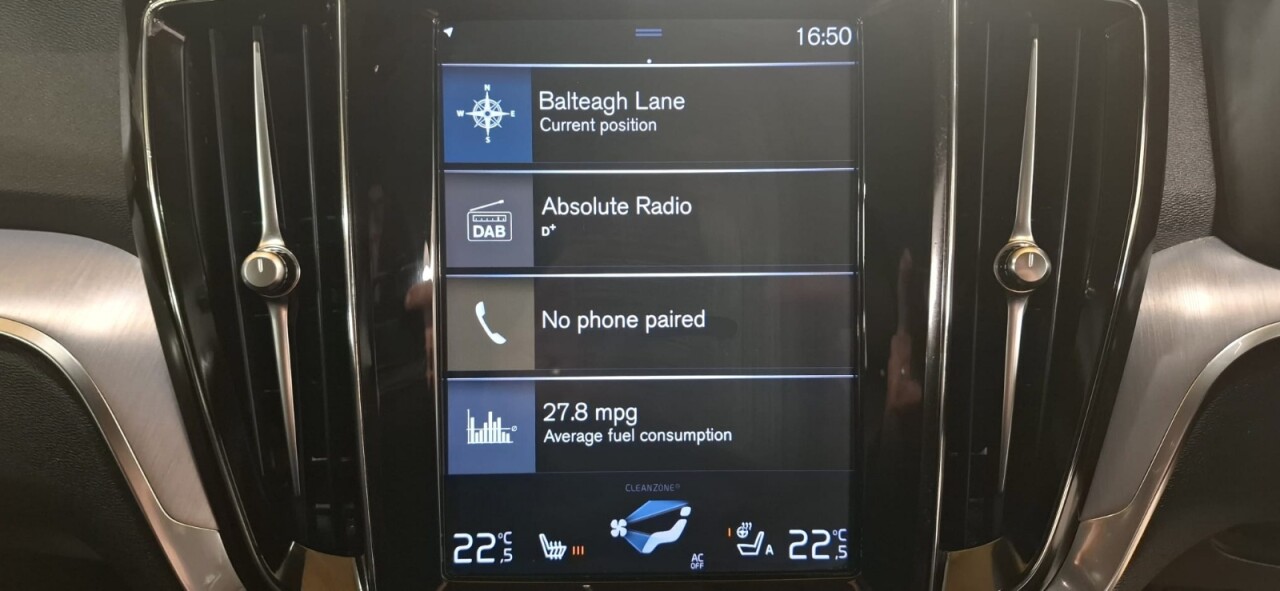 16:50
N
W E
S
Balteagh Lane
Current position
DAB
Absolute Radio
D+
No phone paired
27.8 mpg
Average fuel consumption
CLEANZONE
22°C,5
A
22°C,5
AC
OFF